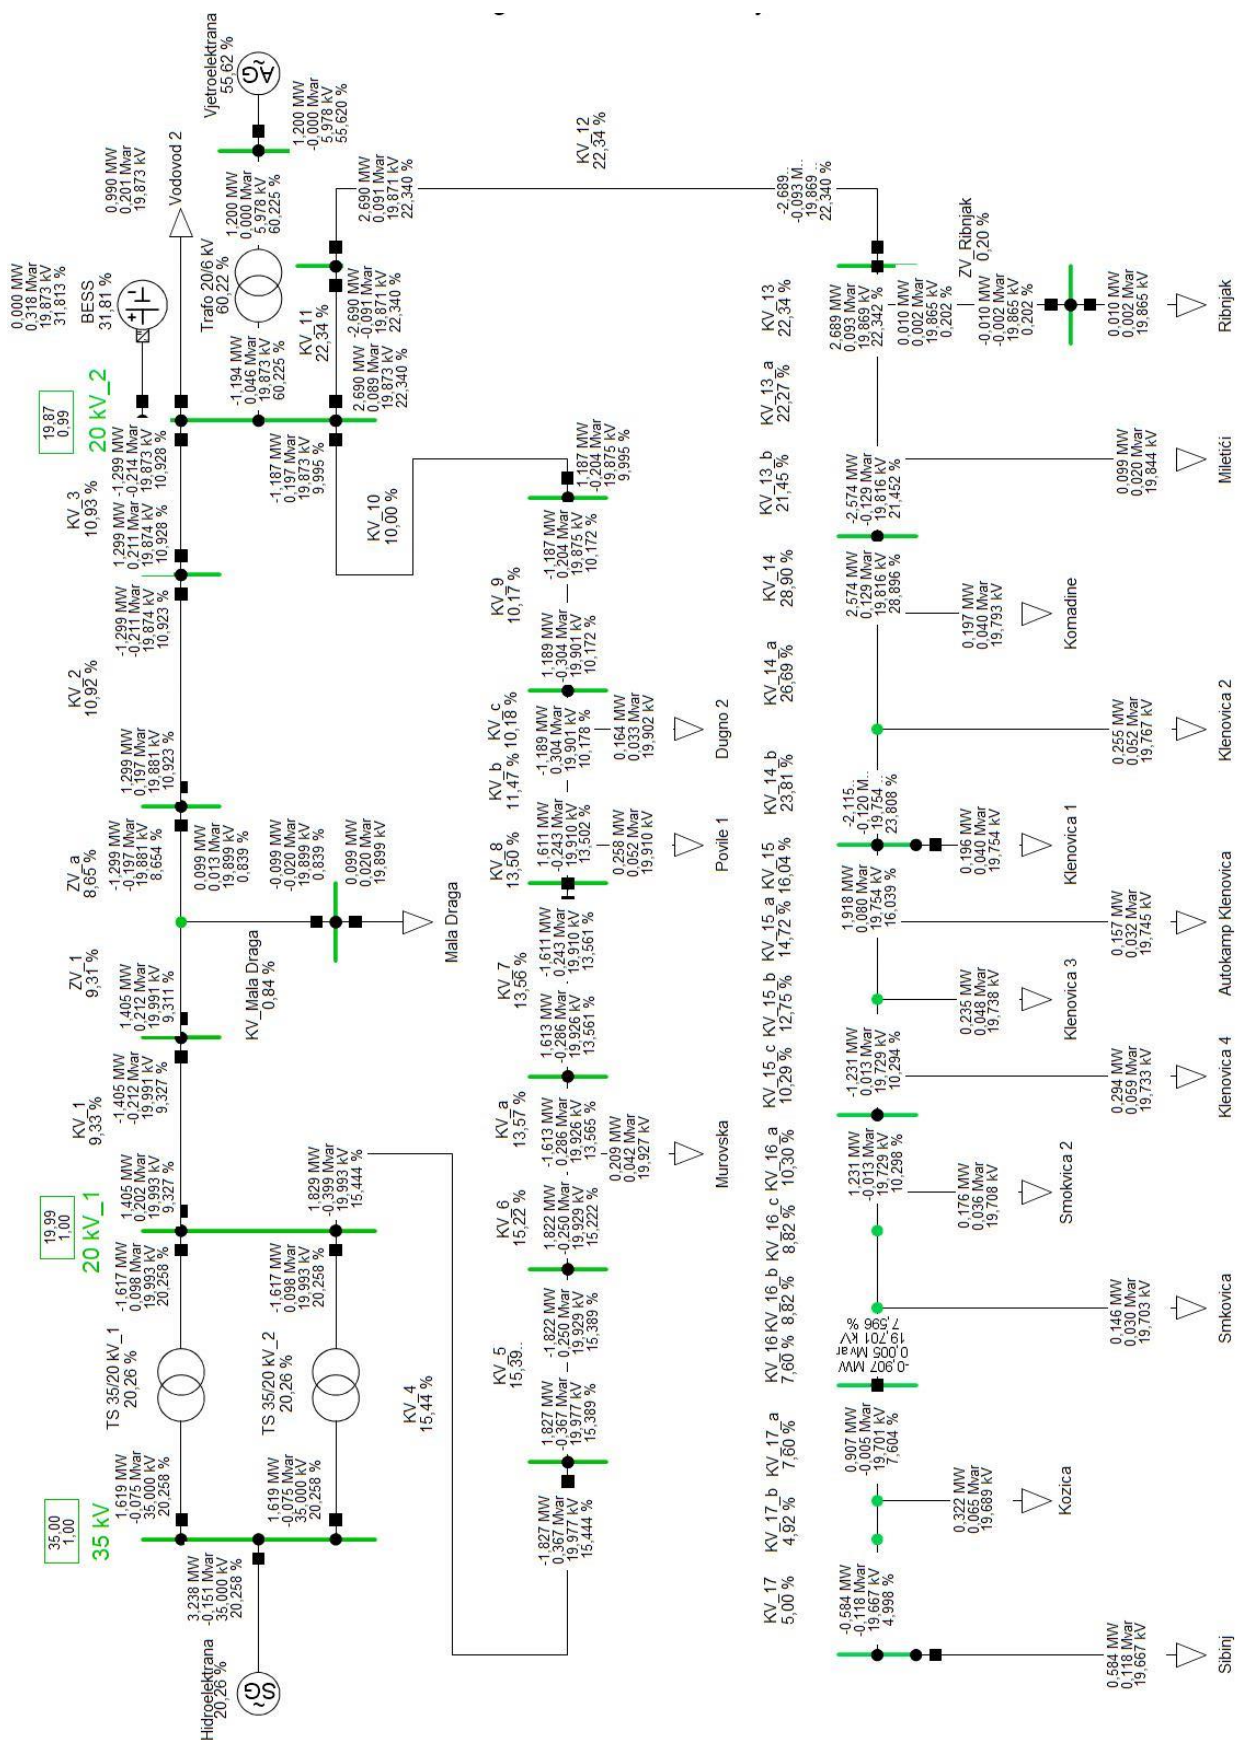 Hidroelektrana
20,26 %
SG~
3,238 MW
-0,151 Mvar
35,000 kV
20,258 %
35,00
1,00
35 kV
1,619 MW
-0,075 Mvar
35,000 kV
20,258 %
TS 35/20 kV_1
20,26 %
-1,617 MW
0,098 Mvar
19,993 kV
20,258 %
1,619 MW
-0,075 Mvar
35,000 kV
20,258 %
TS 35/20 kV_2
20,26 %
-1,617 MW
0,098 Mvar
19,993 kV
20,258 %
19,99
1,00
20 kV_1
1,405 MW
0,202 Mvar
19,993 kV
9,327 %
KV_1
9,33 %
-1,405 MW
-0,212 Mvar
19,991 kV
9,327 %
1,405 MW
0,212 Mvar
19,991 kV
9,311 %
ZV_1
9,31 %
KV_Mala Draga
0,84 %
0,099 MW
0,013 Mvar
19,899 kV
0,839 %
-0,099 MW
-0,020 Mvar
19,899 kV
0,839 %
0,099 MW
0,020 Mvar
19,899 kV
Mala Draga
ZV_a
8,65 %
-1,299 MW
-0,197 Mvar
19,881 kV
8,654 %
1,299 MW
0,197 Mvar
19,881 kV
10,923 %
KV_2
10,92 %
-1,299 MW
-0,211 Mvar
19,874 kV
10,923 %
1,299 MW
0,211 Mvar
19,874 kV
10,928 %
KV_3
10,93 %
-1,299 MW
-0,214 Mvar
19,873 kV
10,928 %
19,87
0,99
20 kV_2
0,000 MW
0,318 Mvar
19,873 kV
31,813 %
BESS
31,81 %
0,990 MW
0,201 Mvar
19,873 kV
Vodovod 2
-1,194 MW
0,046 Mvar
19,873 kV
60,225 %
Trafo 20/6 kV
60,22 %
1,200 MW
0,000 Mvar
5,978 kV
60,225 %
1,200 MW
-0,000 Mvar
5,978 kV
55,620 %
Vjetroelektrana
55,62 %
AG~
1,829 MW
-0,399 Mvar
19,993 kV
15,444 %
KV_4
15,44 %
-1,827 MW
0,367 Mvar
19,977 kV
15,444 %
1,827 MW
-0,367 Mvar
19,977 kV
15,389 %
KV_5
15,39..
-1,822 MW
0,250 Mvar
19,929 kV
15,389 %
1,822 MW
-0,250 Mvar
19,929 kV
15,222 %
KV_6
15,22 %
0,209 MW
0,042 Mvar
19,927 kV
Murovska
KV_a
13,57 %
-1,613 MW
0,286 Mvar
19,926 kV
13,565 %
1,613 MW
-0,286 Mvar
19,926 kV
13,561 %
KV_7
13,56 %
-1,611 MW
0,243 Mvar
19,910 kV
13,561 %
1,611 MW
-0,243 Mvar
19,910 kV
13,502 %
KV_8
13,50 %
0,258 MW
0,052 Mvar
19,910 kV
Povile 1
KV_b
11,47 %
0,164 MW
0,033 Mvar
19,902 kV
Dugno 2
KV_c
10,18 %
-1,189 MW
0,304 Mvar
19,901 kV
10,178 %
1,189 MW
-0,304 Mvar
19,901 kV
10,172 %
KV_9
10,17 %
-1,187 MW
0,204 Mvar
19,875 kV
10,172 %
1,187 MW
-0,204 Mvar
19,875 kV
9,995 %
KV_10
10,00 %
-1,187 MW
0,197 Mvar
19,873 kV
9,995 %
2,690 MW
0,089 Mvar
19,873 kV
22,340 %
KV_11
22,34 %
-2,690 MW
-0,091 Mvar
19,871 kV
22,340 %
2,690 MW
0,091 Mvar
19,871 kV
22,340 %
KV_12
22,34 %
-2,689..
-0,093 M..
19,869 ..
22,340 %
KV_17
5,00 %
-0,584 MW
-0,118 Mvar
19,667 kV
4,998 %
0,584 MW
0,118 Mvar
19,667 kV
Sibinj
KV_17_b
4,92 %
0,322 MW
0,065 Mvar
19,689 kV
Kozica
KV_17_a
7,60 %
0,907 MW
-0,005 Mvar
19,701 kV
7,604 %
KV_16
7,60 %
-0,907 MW
0,005 Mvar
19,701 kV
7,596 %
KV_16_b
8,82 %
0,146 MW
0,030 Mvar
19,703 kV
Smkovica
KV_16_c
8,82 %
0,176 MW
0,036 Mvar
19,708 kV
Smokvica 2
KV_16_a
10,30 %
1,231 MW
-0,013 Mvar
19,729 kV
10,298 %
KV_15_c
10,29 %
-1,231 MW
0,013 Mvar
19,729 kV
10,294 %
0,294 MW
0,059 Mvar
19,733 kV
Klenovica 4
KV_15_b
12,75 %
0,235 MW
0,048 Mvar
19,738 kV
Klenovica 3
KV_15_a
14,72 %
0,157 MW
0,032 Mvar
19,745 kV
Autokamp Klenovica
KV_15
16,04 %
1,918 MW
0,080 Mvar
19,754 kV
16,039 %
0,196 MW
0,040 Mvar
19,754 kV
Klenovica 1
KV_14_b
23,81 %
-2,115..
-0,120 M..
19,754 ..
23,808 %
0,255 MW
0,052 Mvar
19,767 kV
Klenovica 2
KV_14_a
26,69 %
0,197 MW
0,040 Mvar
19,793 kV
Komadine
KV_14
28,90 %
2,574 MW
0,129 Mvar
19,816 kV
28,896 %
KV_13_b
21,45 %
-2,574 MW
-0,129 Mvar
19,816 kV
21,452 %
0,099 MW
0,020 Mvar
19,844 kV
Miletići
KV_13_a
22,27 %
KV_13
22,34 %
2,689 MW
0,093 Mvar
19,869 kV
22,342 %
0,010 MW
0,002 Mvar
19,865 kV
0,202 %
ZV_Ribnjak
0,20 %
-0,010 MW
-0,002 Mvar
19,865 kV
0,202 %
0,010 MW
0,002 Mvar
19,865 kV
Ribnjak